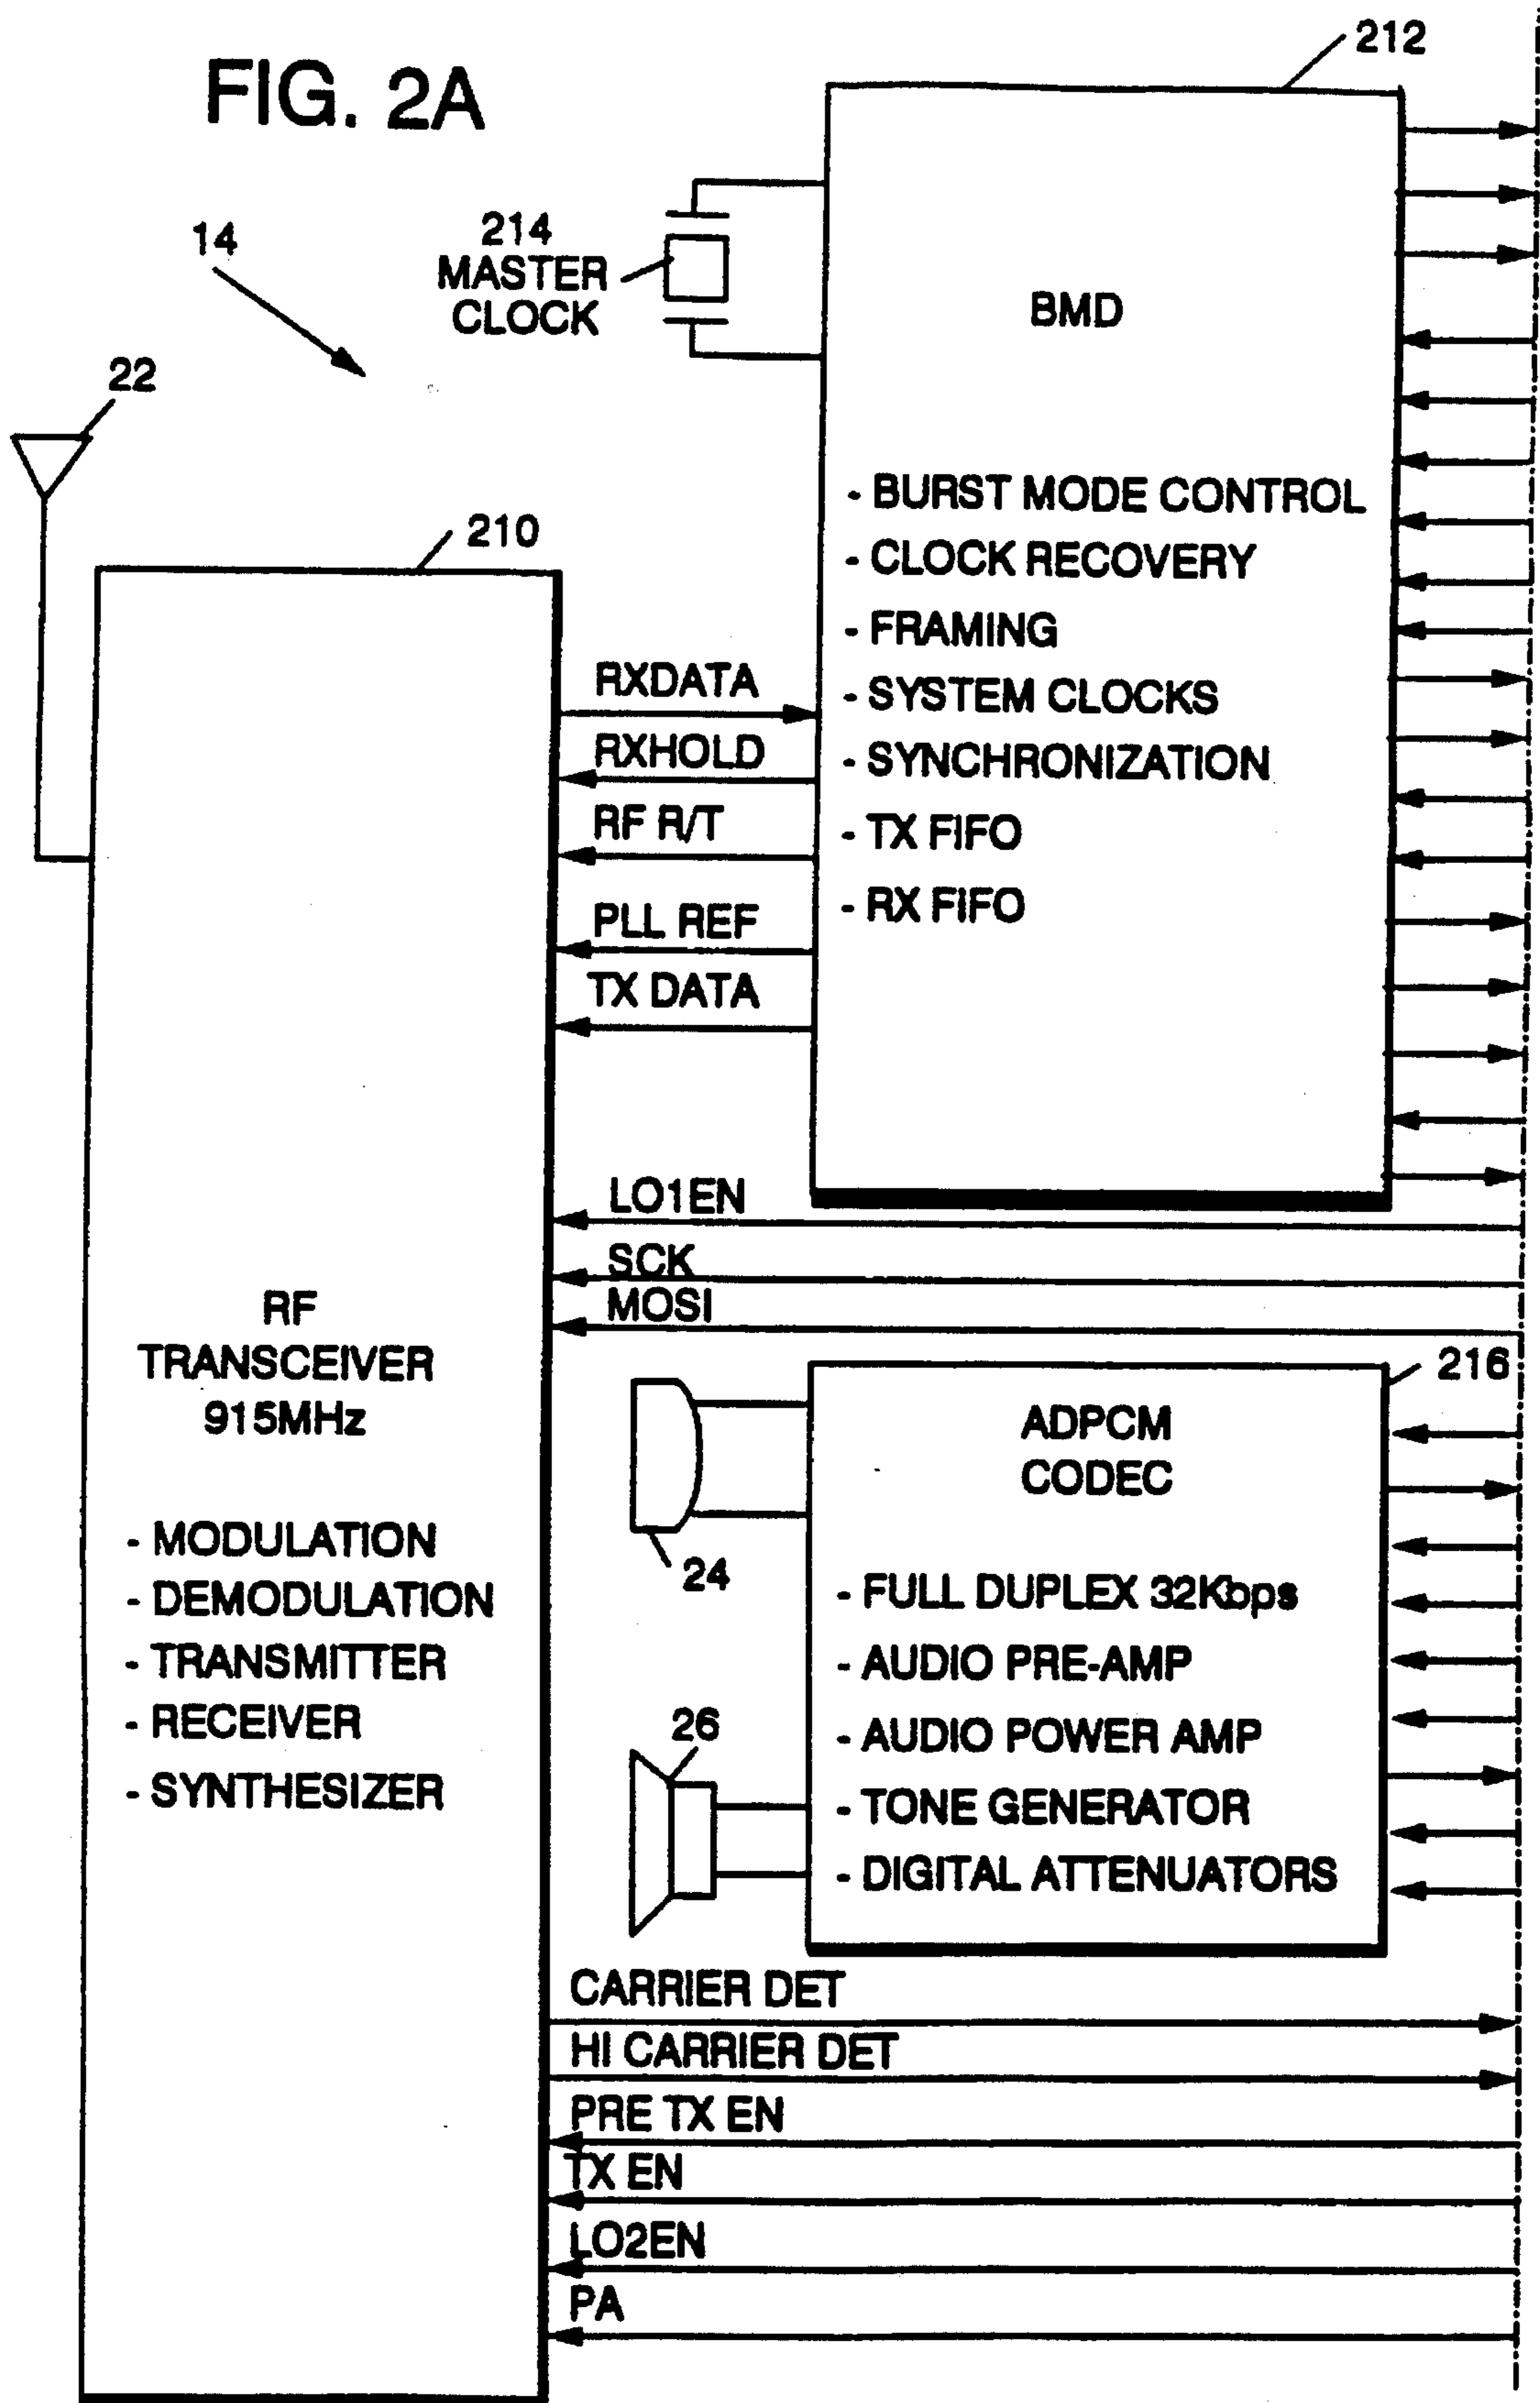 FIG. 2A
212
14
214
MASTER
CLOCK
BMD
22
210
- BURST MODE CONTROL
- CLOCK RECOVERY
- FRAMING
- SYSTEM CLOCKS
- SYNCHRONIZATION
- TX FIFO
- RX FIFO
RXDATA
RXHOLD
RF R/T
PLL REF
TX DATA
LO1EN
SCK
MOSI
RF
TRANSCEIVER
915MHz
- MODULATION
- DEMODULATION
- TRANSMITTER
- RECEIVER
- SYNTHESIZER
216
ADPCM
CODEC
24
- FULL DUPLEX 32Kbps
- AUDIO PRE-AMP
- AUDIO POWER AMP
- TONE GENERATOR
- DIGITAL ATTENUATORS
26
CARRIER DET
HI CARRIER DET
PRE TX EN
TX EN
LO2EN
PA